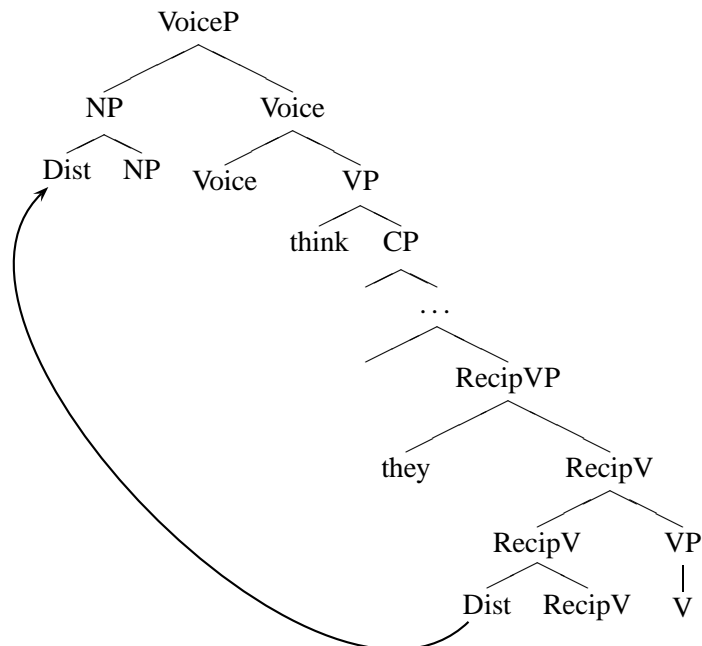 VoiceP
NP Voice
Dist NP Voice VP
think CP
...
RecipVP
they RecipV
RecipV VP
Dist RecipV V